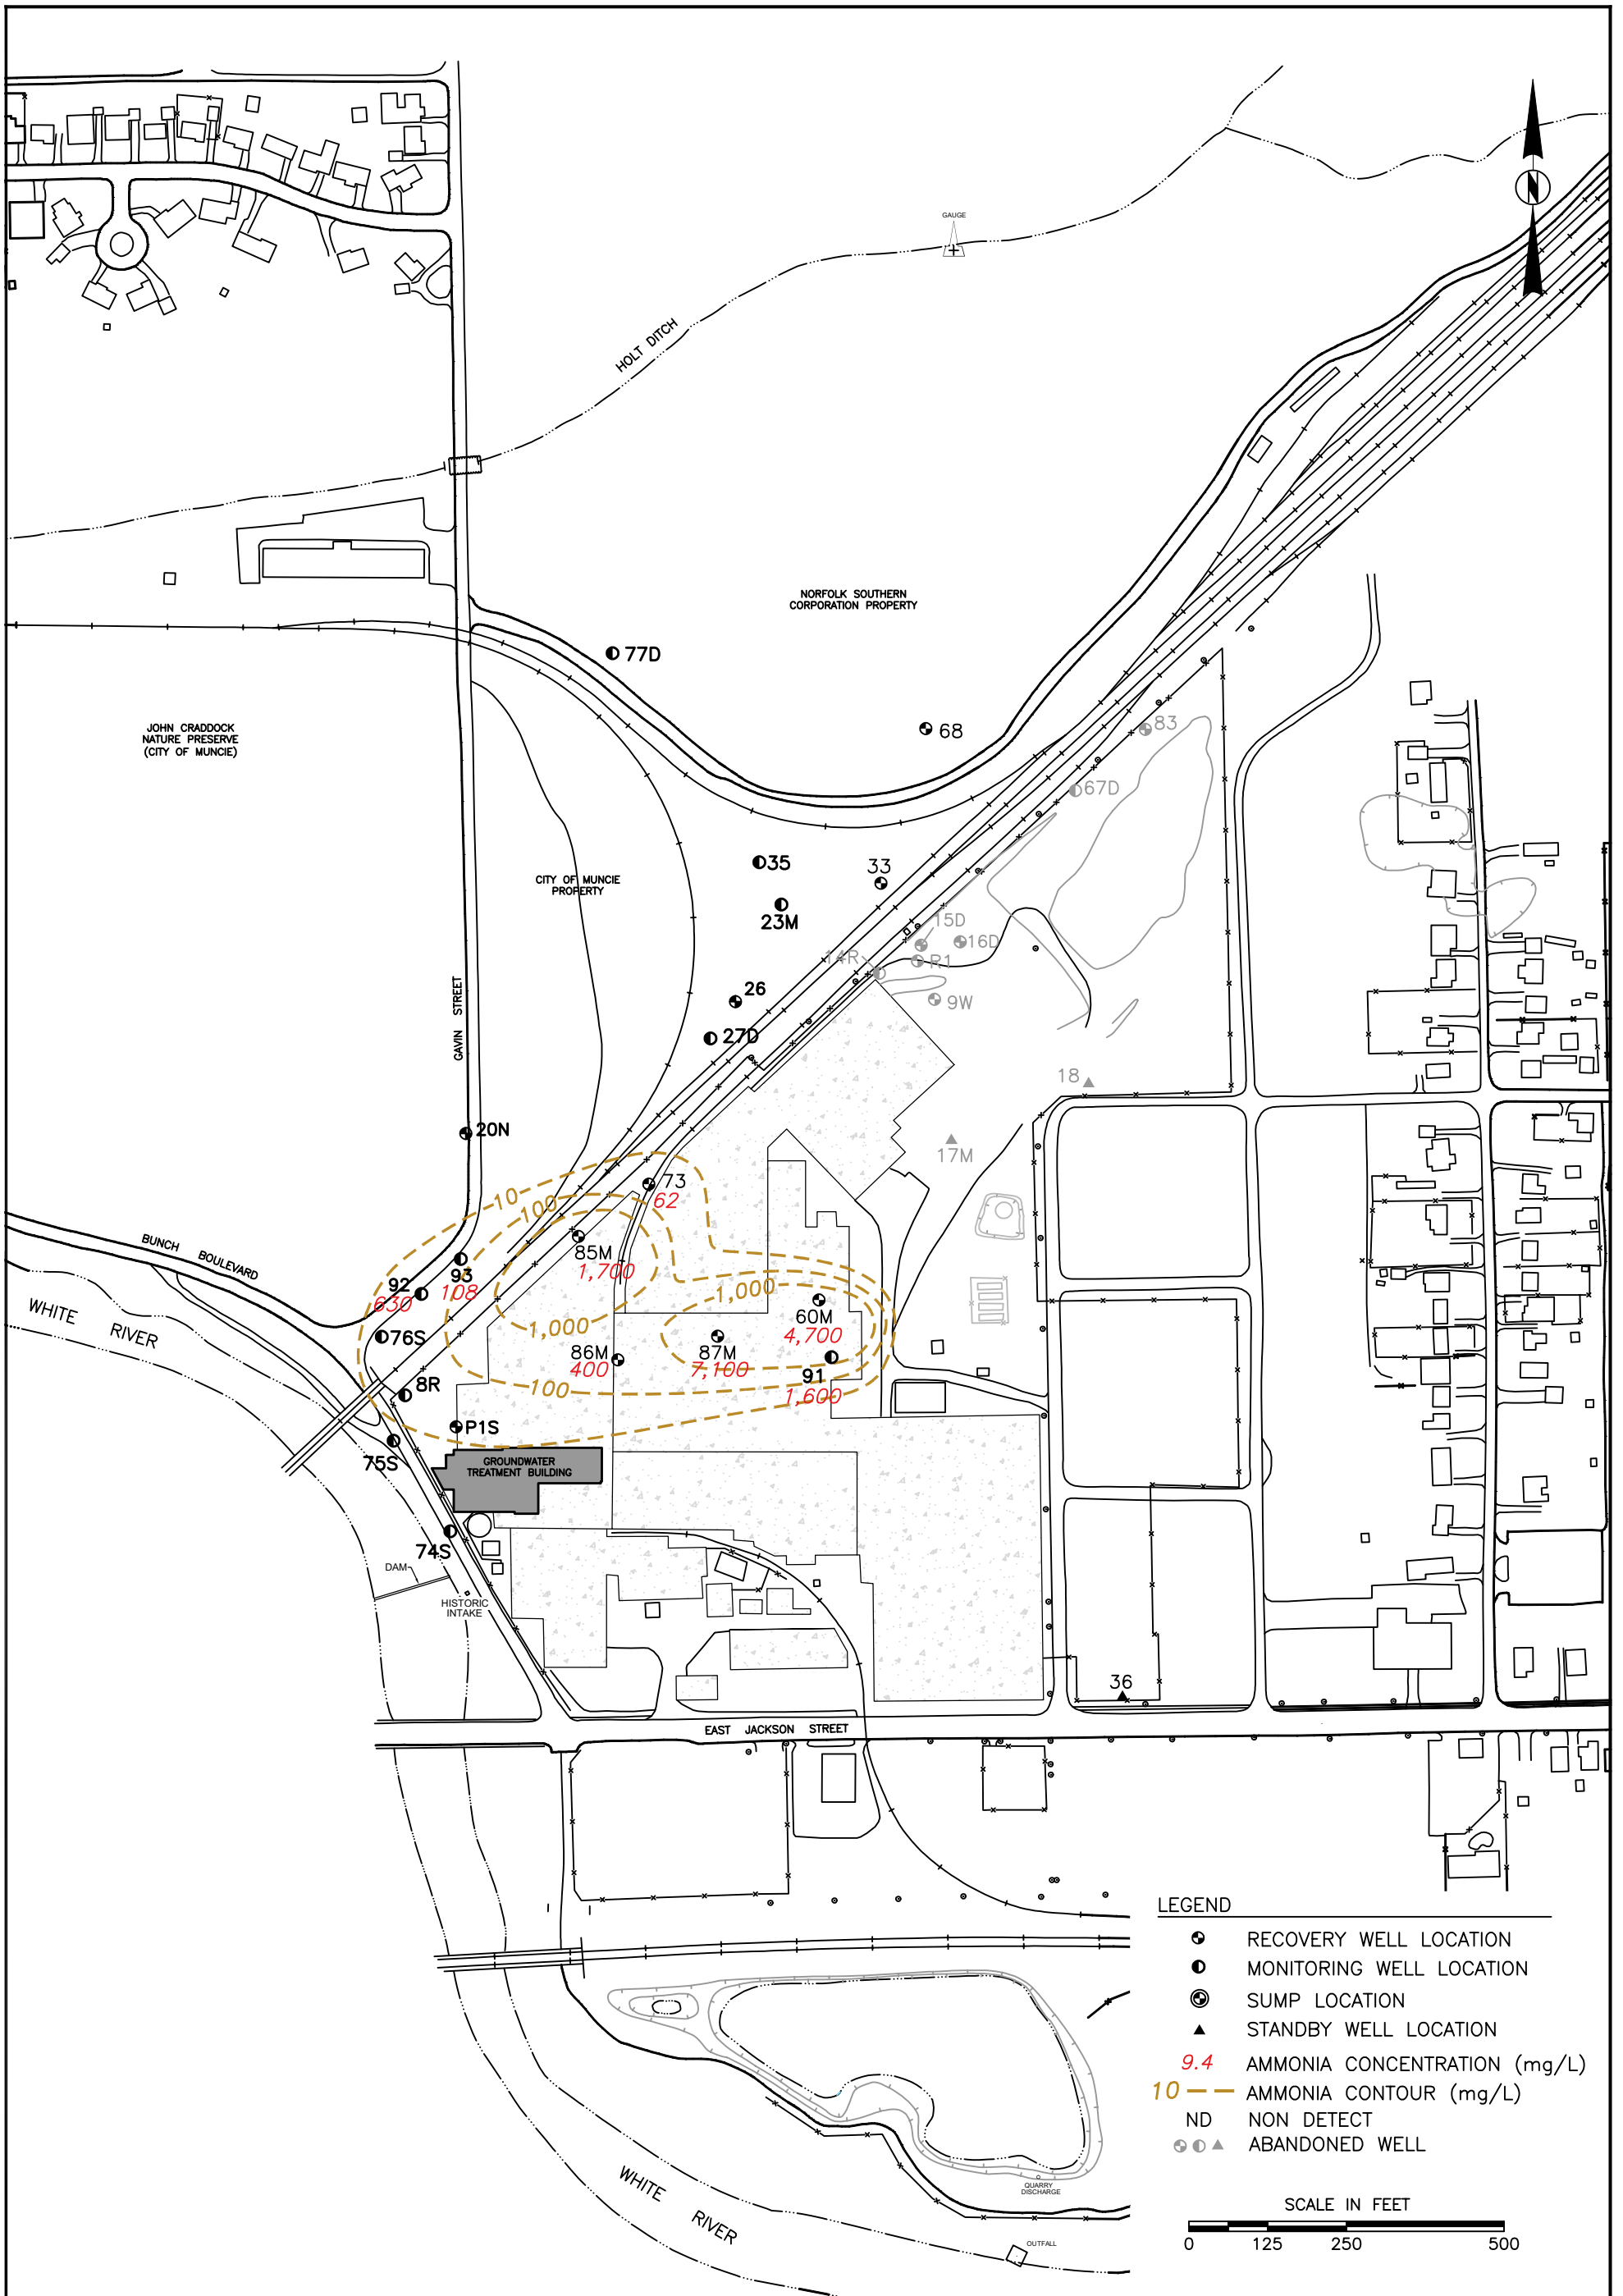 GAUGE
HOLT DITCH
NORFOLK SOUTHERN
CORPORATION PROPERTY
77D
68
83
JOHN CRADDOCK
NATURE PRESERVE
(CITY OF MUNCIE)
67D
35
33
CITY OF MUNCIE
PROPERTY
23M
15D
16D
14R
R1
26
9W
GAVIN STREET
27D
18
20N
17M
73
62
10
100
85M
1,700
BUNCH BOULEVARD
93
108
92
630
1,000
60M
4,700
WHITE RIVER
76S
1,000
86M
400
87M
7,100
91
1,600
8R
100
P1S
75S
GROUNDWATER
TREATMENT BUILDING
74S
DAM
HISTORIC
INTAKE
36
EAST JACKSON STREET
LEGEND
RECOVERY WELL LOCATION
MONITORING WELL LOCATION
SUMP LOCATION
STANDBY WELL LOCATION
9.4 AMMONIA CONCENTRATION (mg/L)
10 AMMONIA CONTOUR (mg/L)
ND NON DETECT
ABANDONED WELL
QUARRY
DISCHARGE
WHITE RIVER
OUTFALL
SCALE IN FEET
0 125 250 500